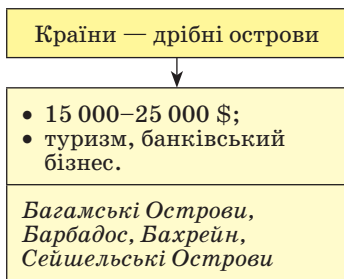 Країни — дрібні острови
• 15 000–25 000 $;
• туризм, банківський
бізнес.
Багамські Острови,
Барбадос, Бахрейн,
Сейшельські Острови